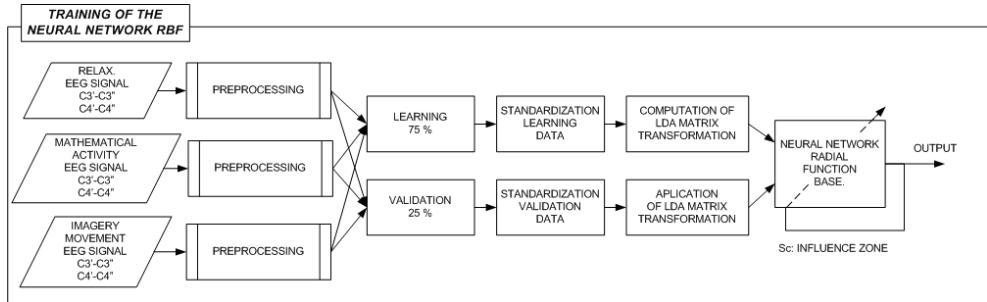 TRAINING OF THE
NEURAL NETWORK RBF
RELAX.
EEG SIGNAL
C3'-C3"
C4'-C4"
PREPROCESSING
MATHEMATICAL
ACTIVITY
EEG SIGNAL
C3'-C3"
C4'-C4"
PREPROCESSING
IMAGERY
MOVEMENT
EEG SIGNAL
C3'-C3"
C4'-C4"
PREPROCESSING
LEARNING
75 %
STANDARDIZATION
LEARNING
DATA
COMPUTATION OF
LDA MATRIX
TRANSFORMATION
VALIDATION
25 %
STANDARDIZATION
VALIDATION
DATA
APLICATION
OF LDA MATRIX
TRANSFORMATION
NEURAL NETWORK
RADIAL
FUNCTION
BASE.
OUTPUT
Sc: INFLUENCE ZONE